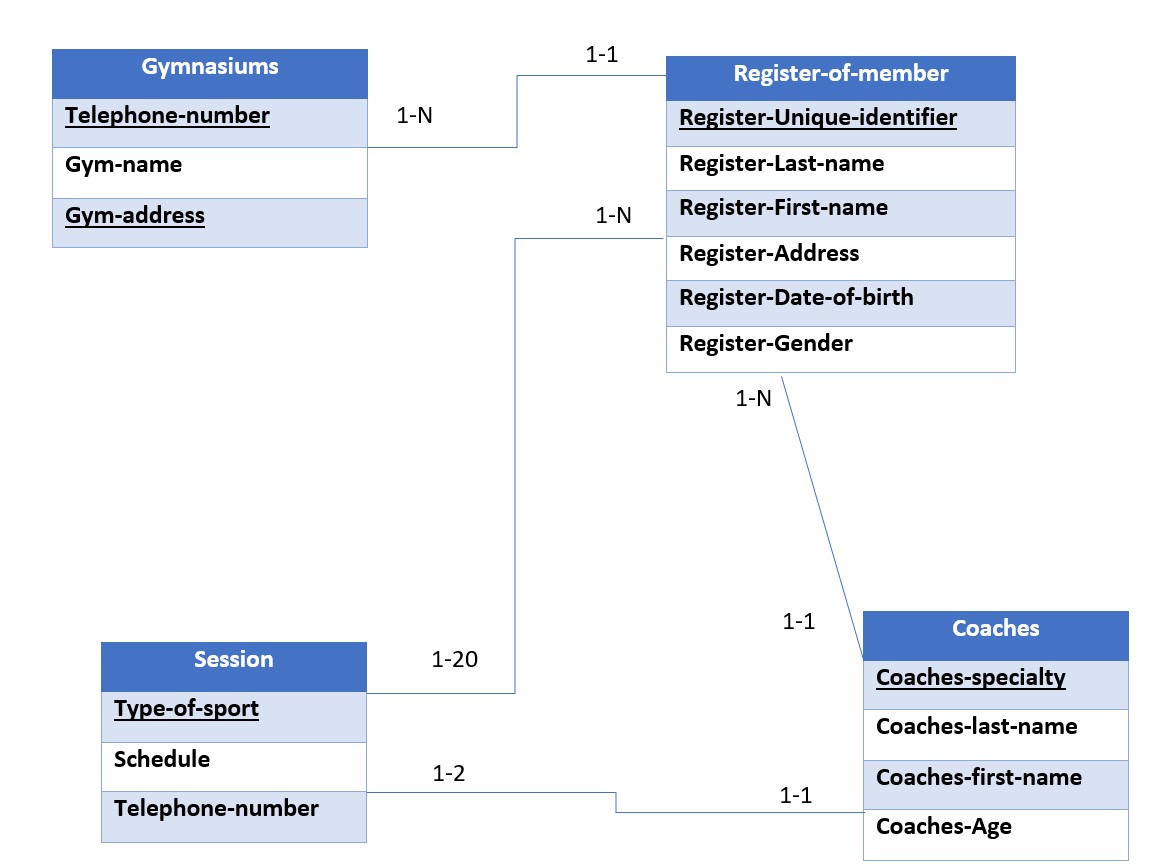 Gymnasiums
Telephone-number
Gym-name
Gym-address
1-N
1-1
Register-of-member
Register-Unique-identifier
Register-Last-name
Register-First-name
Register-Address
Register-Date-of-birth
Register-Gender
1-N
1-N
1-1
Coaches
Coaches-specialty
Coaches-last-name
Coaches-first-name
Coaches-Age
Session
Type-of-sport
Schedule
Telephone-number
1-20
1-2
1-1